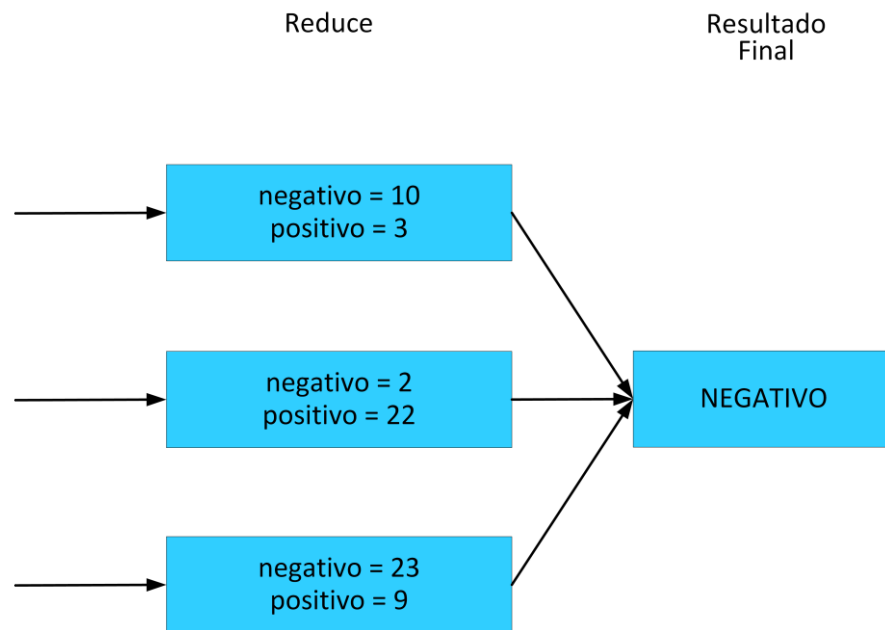 Reduce
Resultado
Final
negativo = 10
positivo = 3
negativo = 2
positivo = 22
NEGATIVO
negativo = 23
positivo = 9